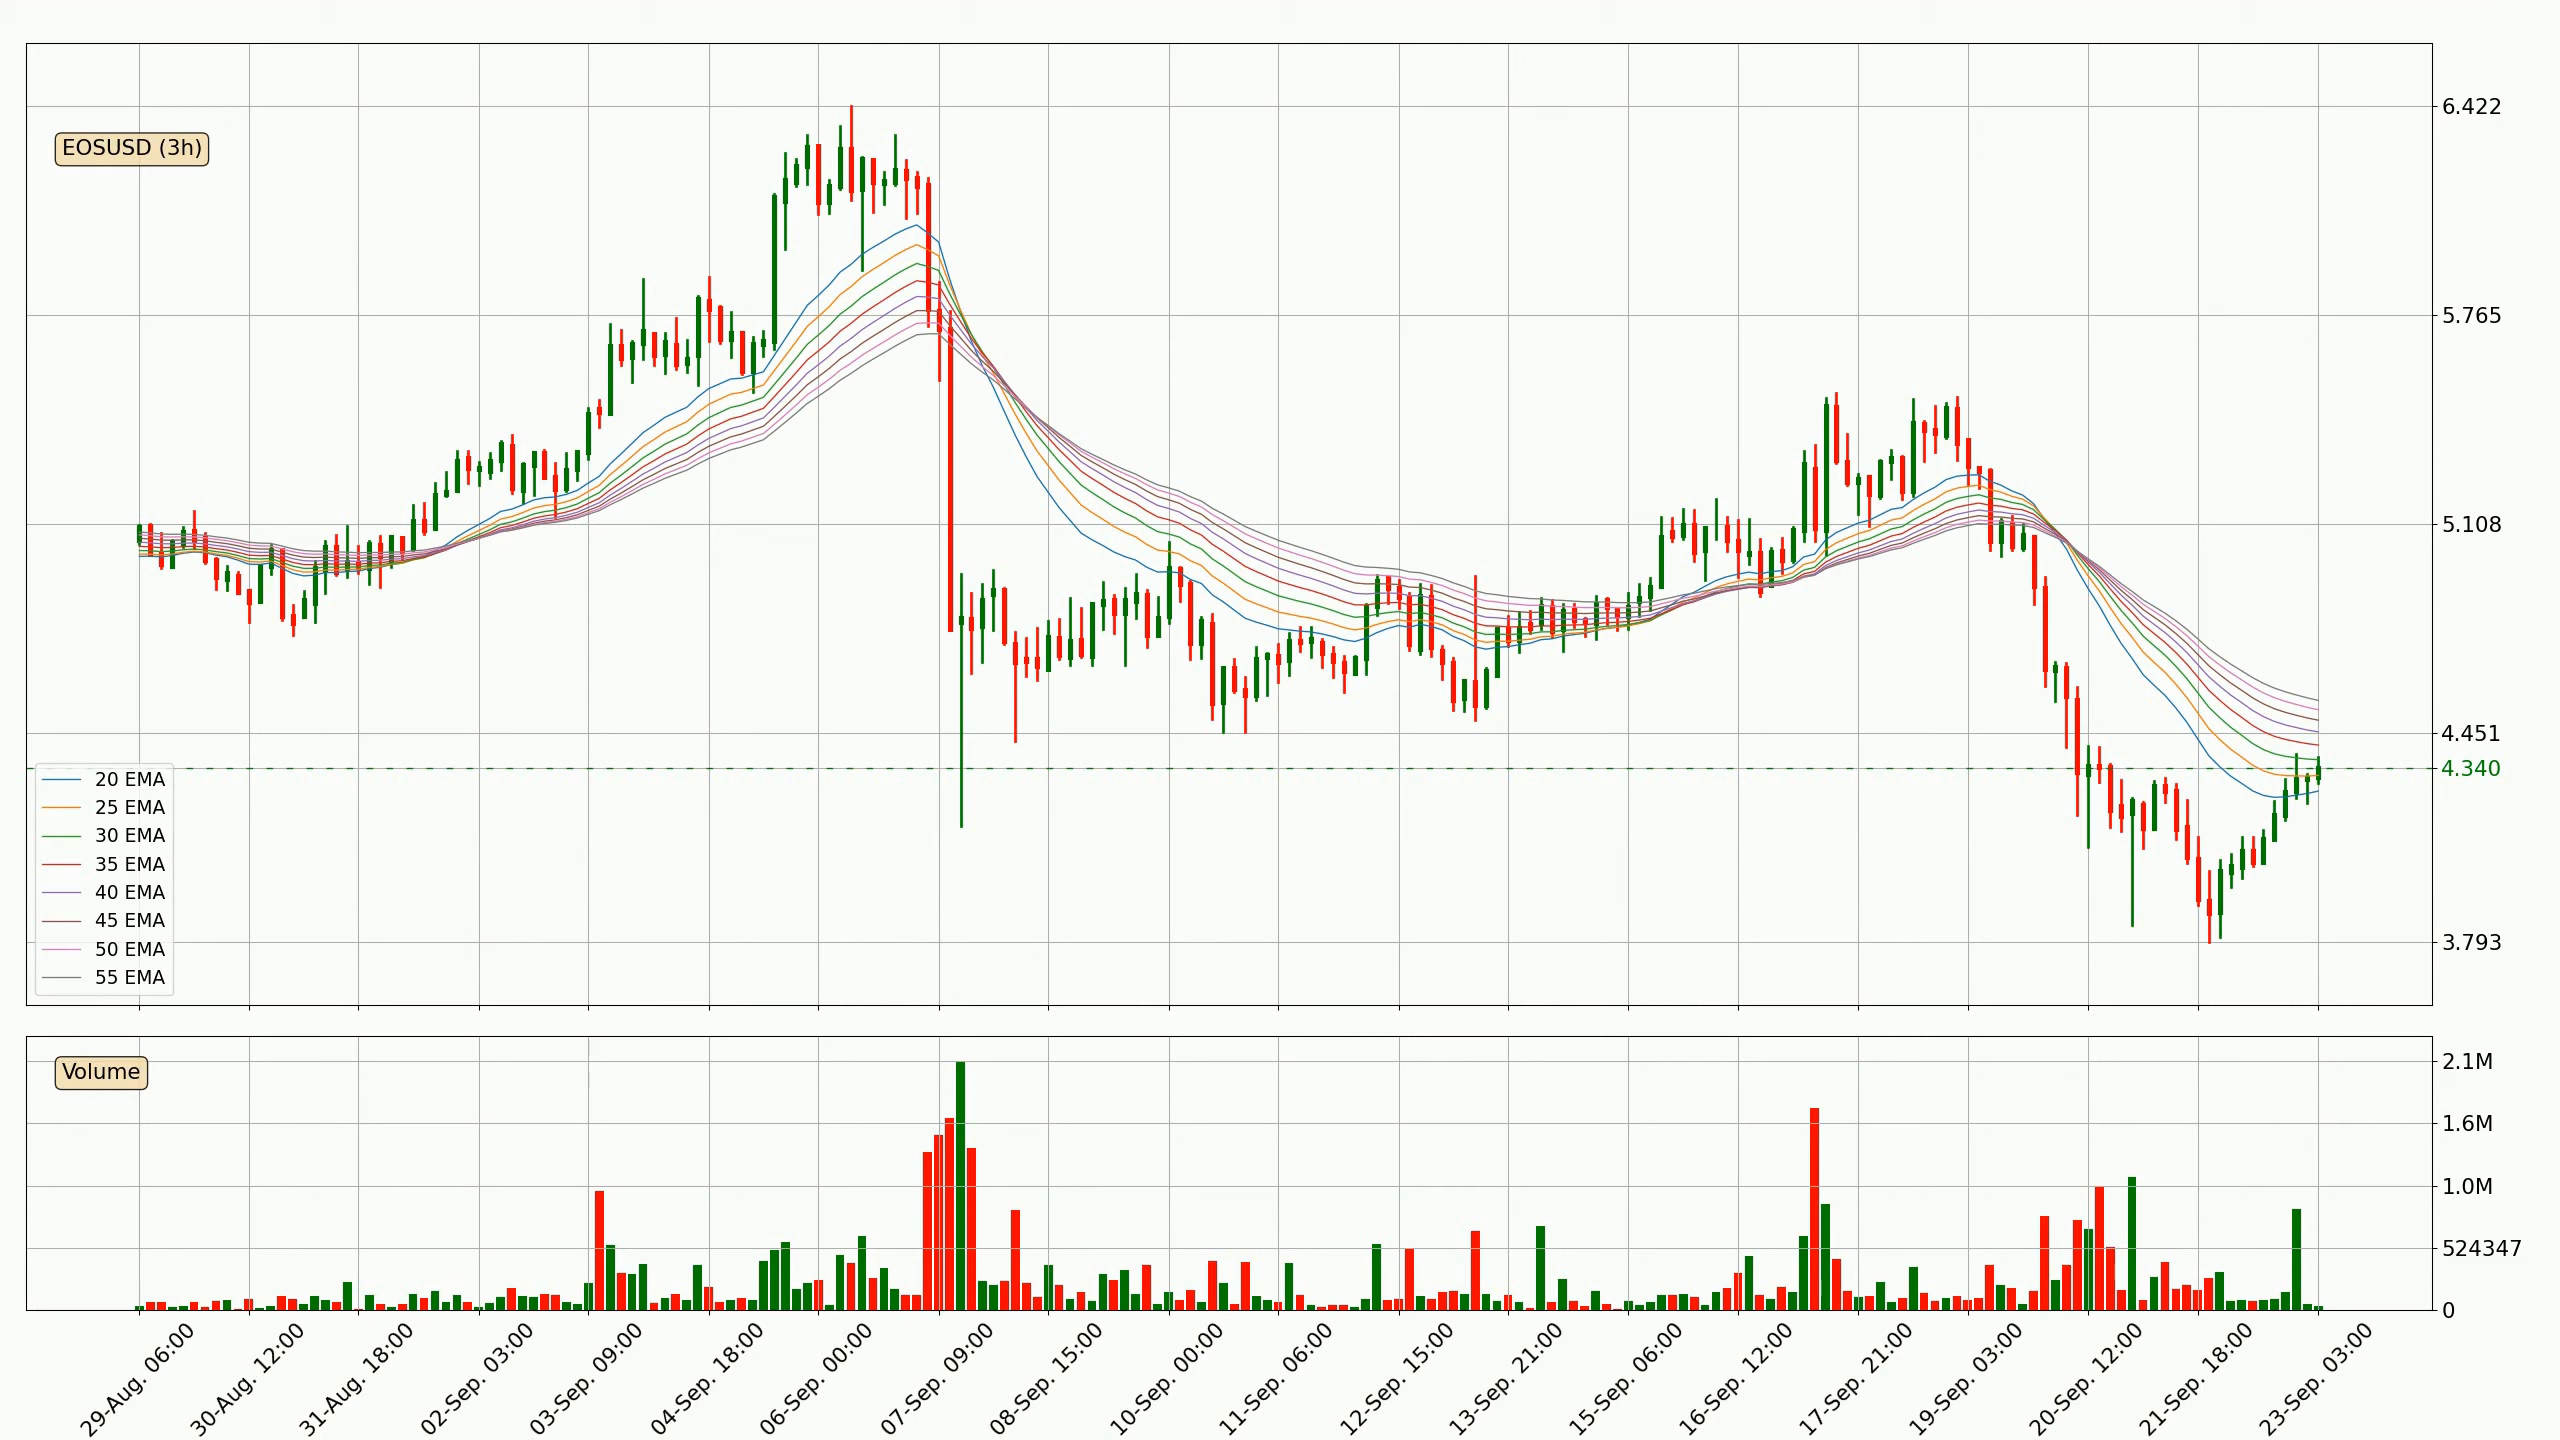 EOSUSD (3h)
6.422
5.765
5.108
4.451
4.340
3.793
20 EMA
25 EMA
30 EMA
35 EMA
40 EMA
45 EMA
50 EMA
55 EMA
Volume
2.1M
1.6M
1.0M
524347
0
29-Aug. 06:00
30-Aug. 12:00
31-Aug. 18:00
02-Sep. 03:00
03-Sep. 09:00
04-Sep. 18:00
06-Sep. 00:00
07-Sep. 09:00
08-Sep. 15:00
10-Sep. 00:00
11-Sep. 06:00
12-Sep. 15:00
13-Sep. 21:00
15-Sep. 06:00
16-Sep. 12:00
17-Sep. 21:00
19-Sep. 03:00
20-Sep. 12:00
21-Sep. 18:00
23-Sep. 03:00